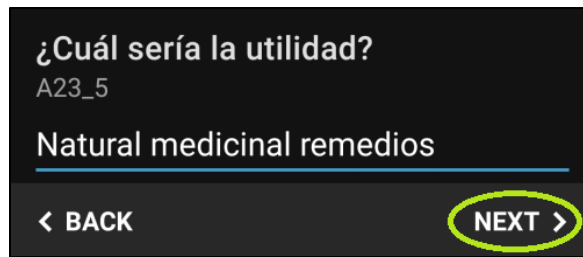 ¿Cuál sería la utilidad?
A23_5
Natural medicinal remedios
< BACK NEXT >